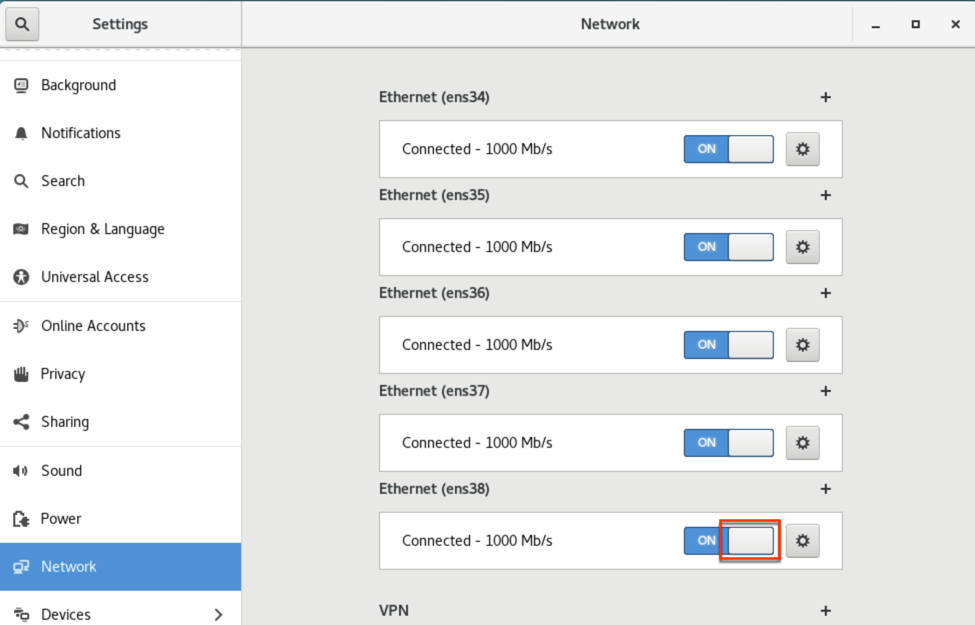 Settings
Network
Background
Notifications
Search
Region & Language
Universal Access
Online Accounts
Privacy
Sharing
Sound
Power
Network
Devices
Ethernet (ens34)
Connected - 1000 Mb/s ON
Ethernet (ens35)
Connected - 1000 Mb/s ON
Ethernet (ens36)
Connected - 1000 Mb/s ON
Ethernet (ens37)
Connected - 1000 Mb/s ON
Ethernet (ens38)
Connected - 1000 Mb/s ON
VPN